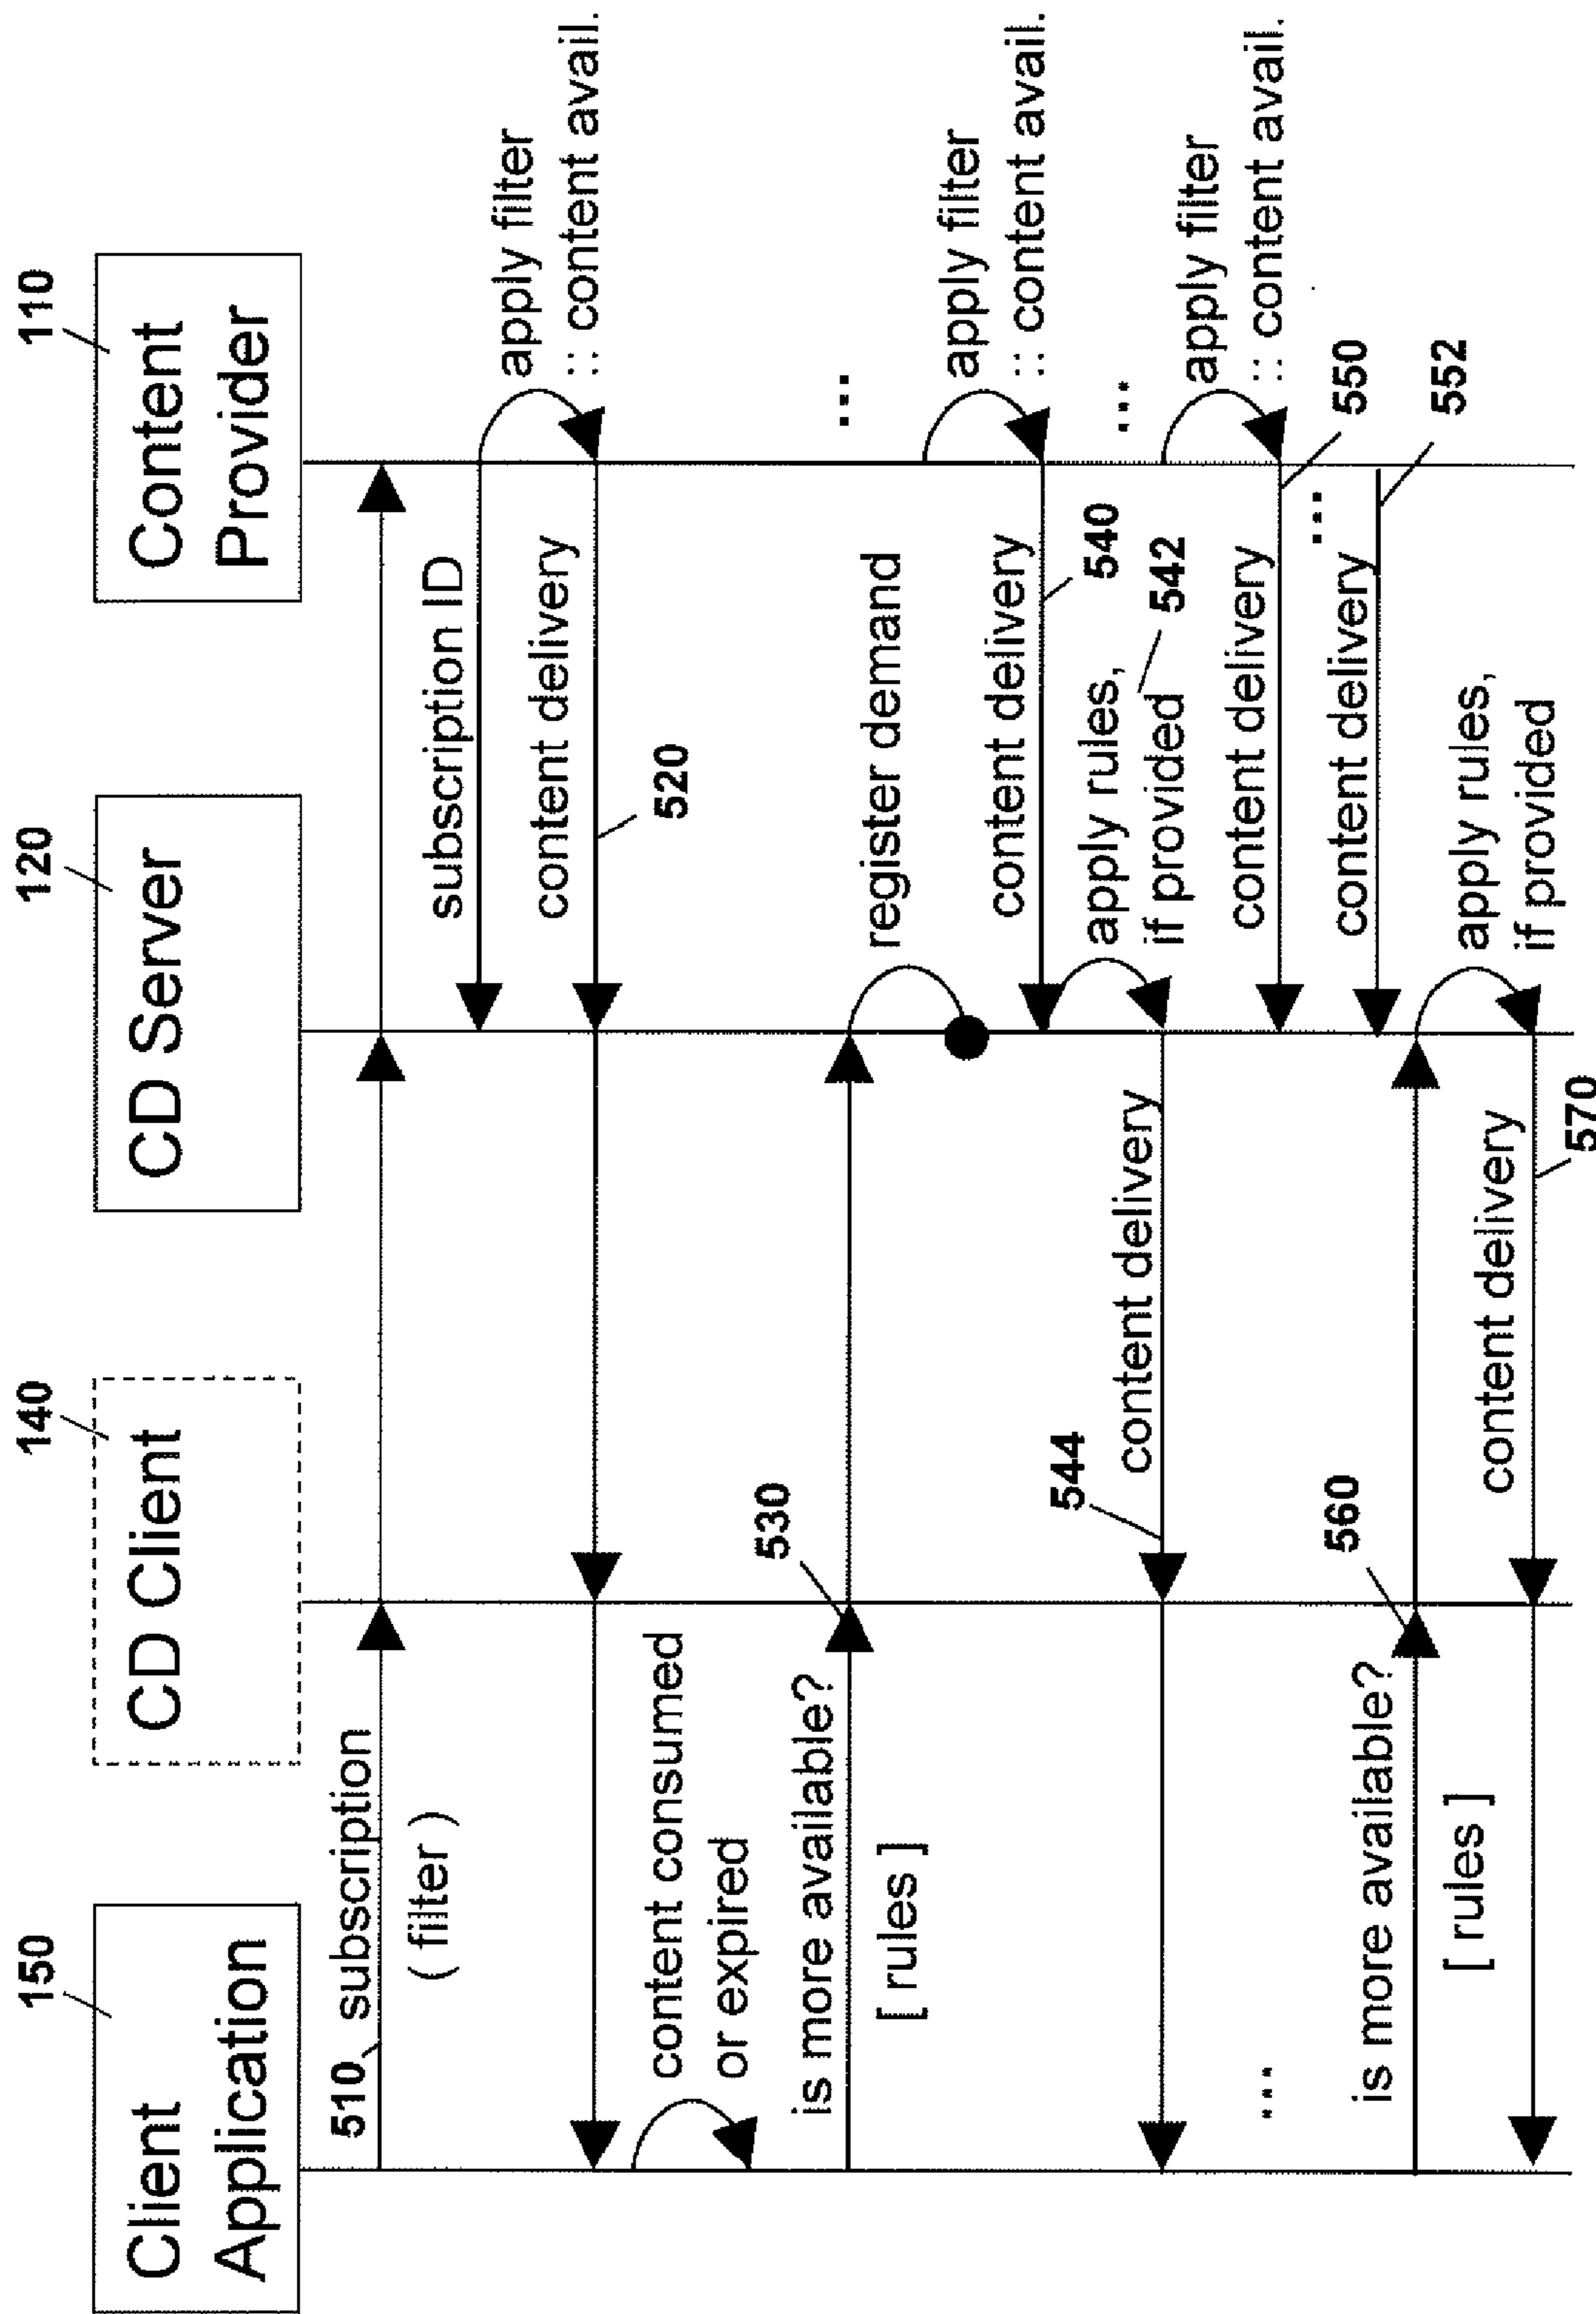 150
140
120
110
Client
Application
CD Client
CD Server
Content
Provider
510 subscription
( filter )
subscription ID
apply filter
:: content avail.
content delivery
520
content consumed
or expired
is more available?
530
[ rules ]
register demand
...
apply filter
:: content avail.
content delivery
540
apply rules,
if provided
542
544
content delivery
...
apply filter
:: content avail.
content delivery
550
...
...
content delivery
552
is more available?
560
[ rules ]
apply rules,
if provided
content delivery
570